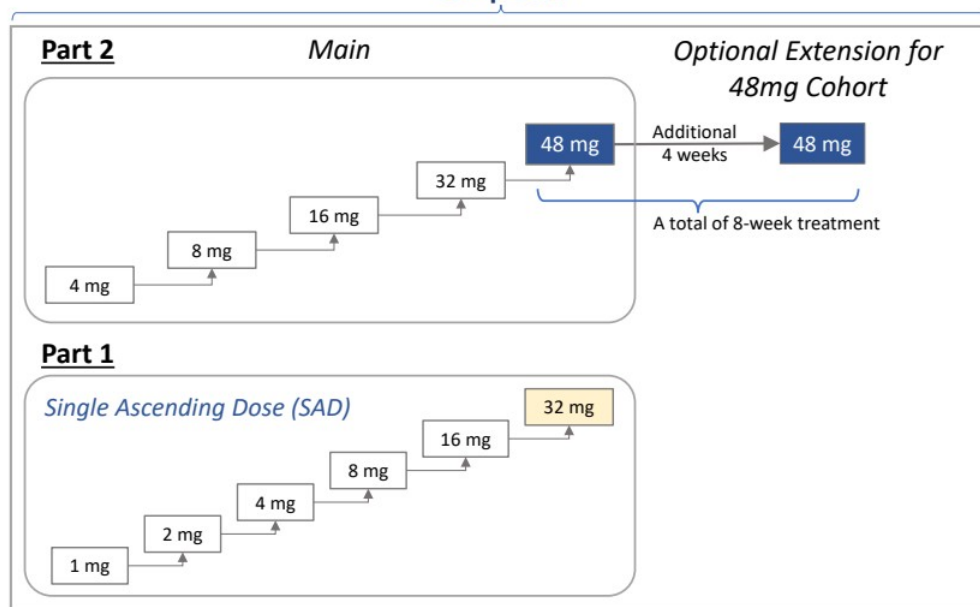 Part 2
Main
Optional Extension for
48mg Cohort
48 mg
Additional
4 weeks
48 mg
32 mg
16 mg
A total of 8-week treatment
8 mg
4 mg
Part 1
Single Ascending Dose (SAD)
32 mg
16 mg
8 mg
4 mg
2 mg
1 mg